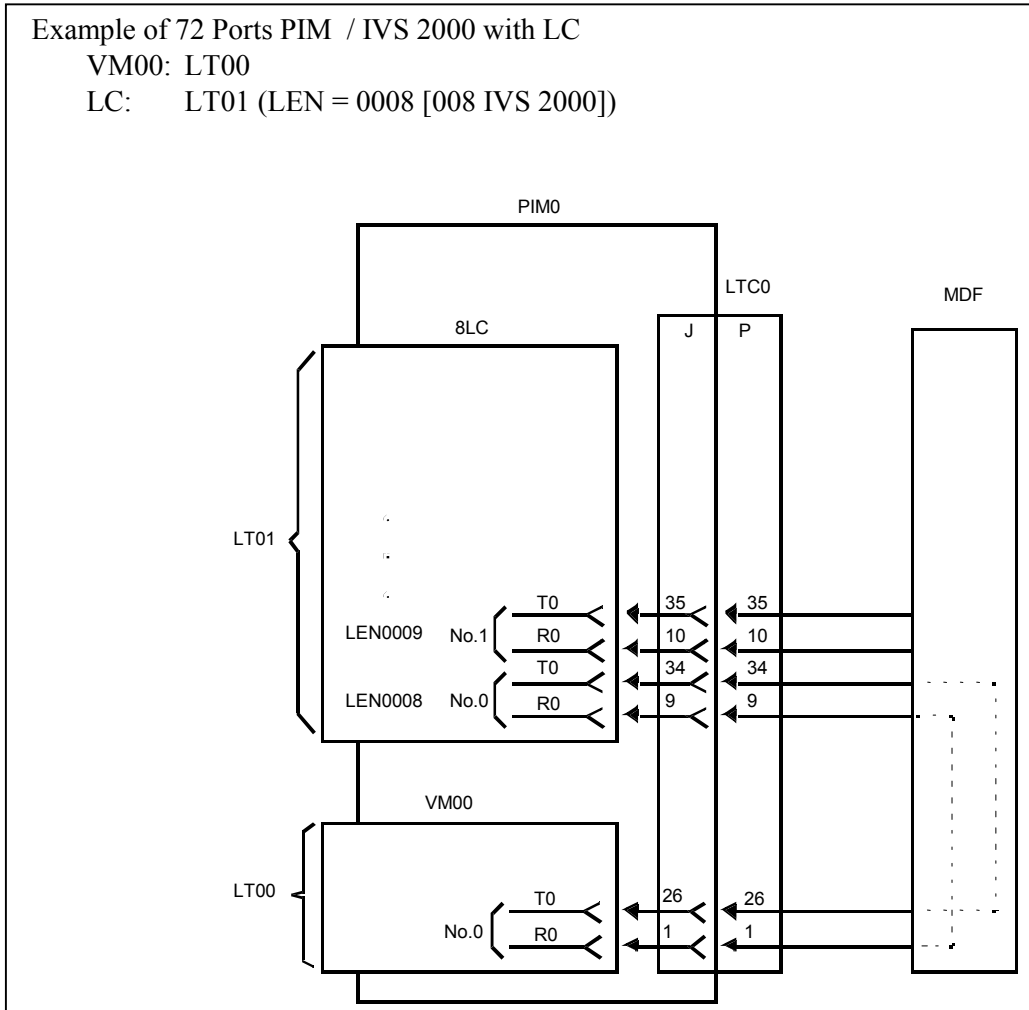 Example of 72 Ports PIM / IVS 2000 with LC
VM00: LT00
LC: LT01 (LEN = 0008 [008 IVS 2000])
PIM0
LTC0
MDF
8LC
J P
LT01
T0 35 35
LEN0009 No.1 R0 10 10
T0 34 34
LEN0008 No.0 R0 9 9
VM00
LT00
T0 26 26
No.0 R0 1 1